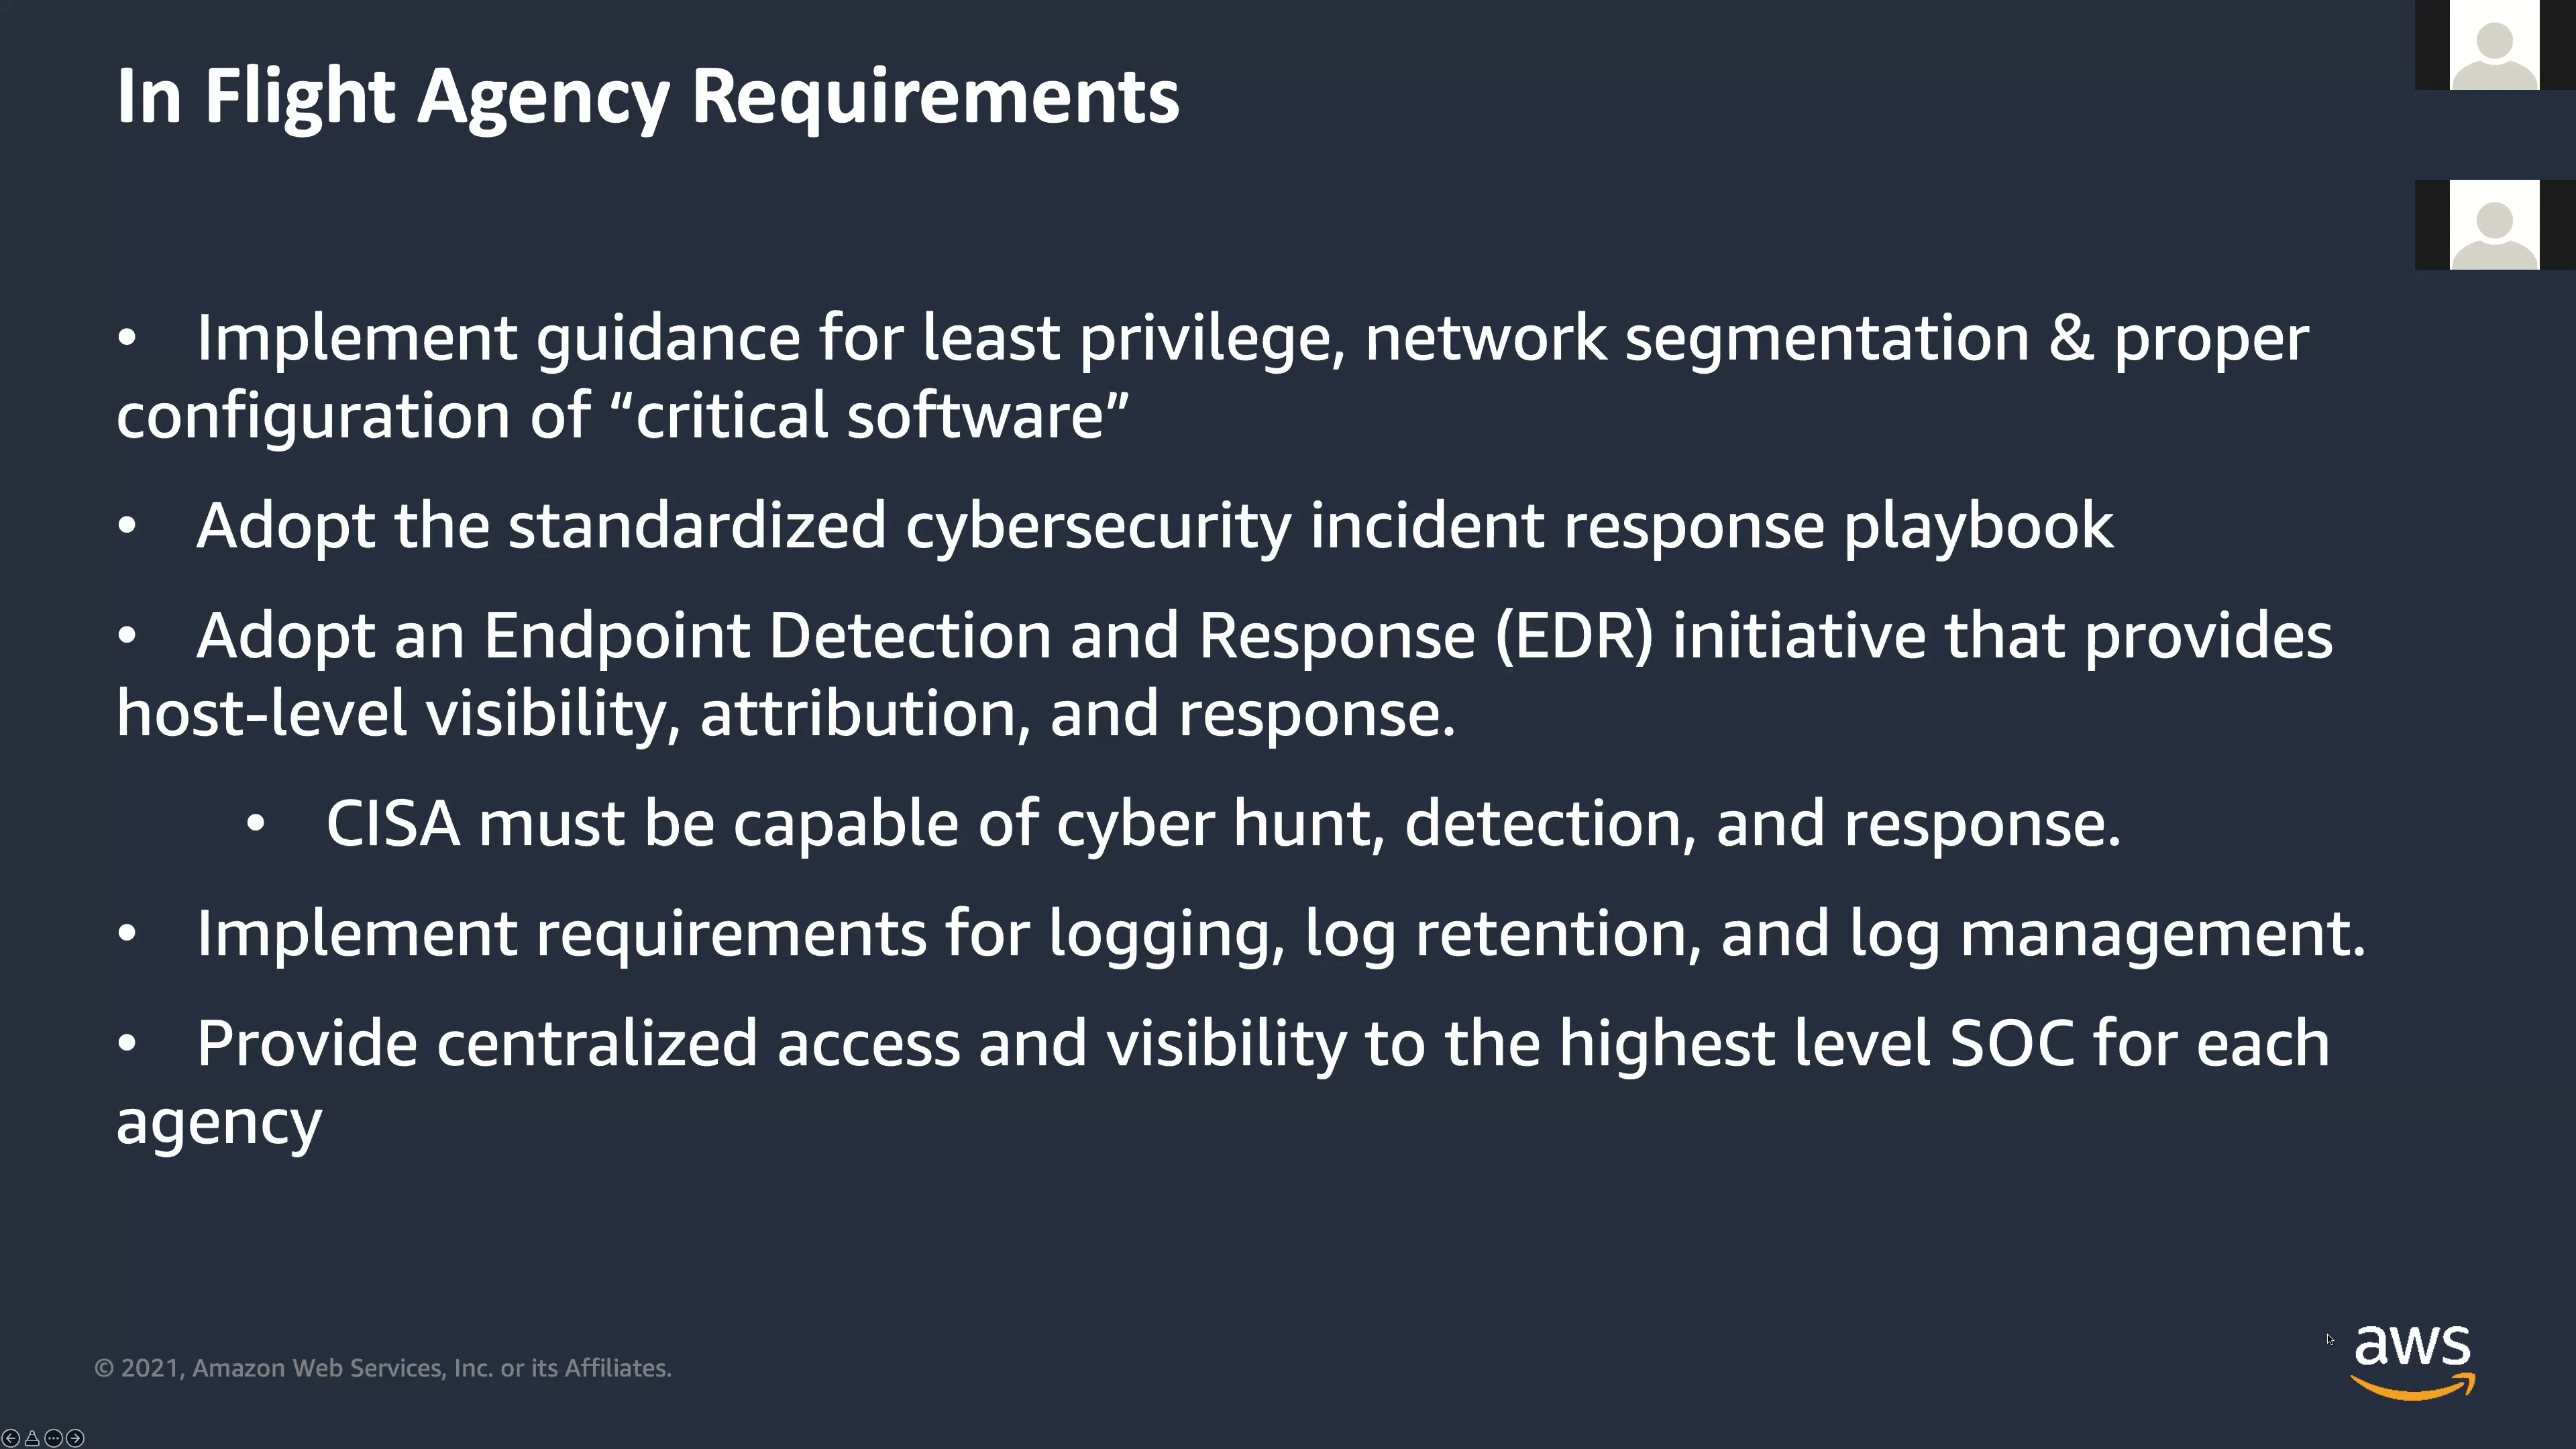 In Flight Agency Requirements
• Implement guidance for least privilege, network segmentation & proper
configuration of “critical software”
• Adopt the standardized cybersecurity incident response playbook
• Adopt an Endpoint Detection and Response (EDR) initiative that provides
host-level visibility, attribution, and response.
• CISA must be capable of cyber hunt, detection, and response.
• Implement requirements for logging, log retention, and log management.
• Provide centralized access and visibility to the highest level SOC for each
agency
© 2021, Amazon Web Services, Inc. or its Affiliates.
aws